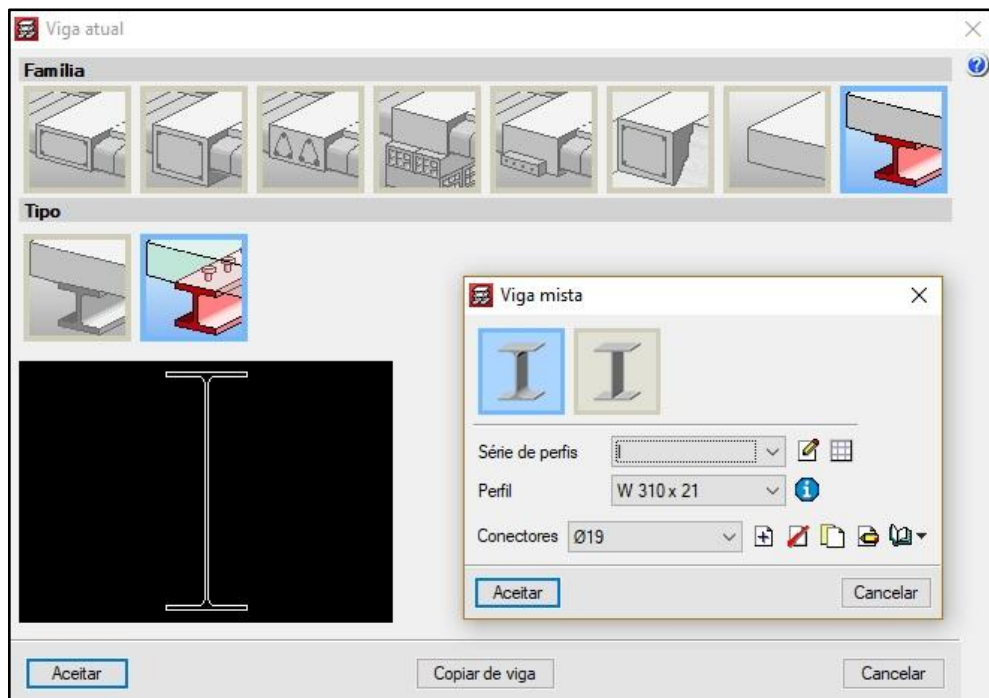 Viga atual
Família
Tipo
Viga mista
Série de perfis I
Perfil W 310 x 21
Conectores Ø19
Aceitar Cancelar
Aceitar Copiar de viga Cancelar